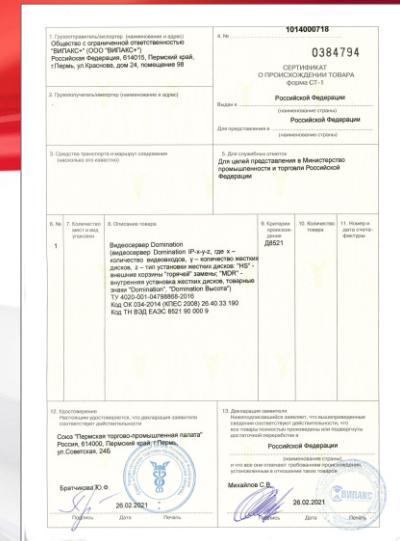 1. Грузоотправитель/экспортер (наименование и адрес)
Общество с ограниченной ответственностью
"ВИПАКС+" (ООО "ВИПАКС+")
Российская Федерация, 614015, Пермский край,
г.Пермь, ул.Краснова, дом 24, помещение 98
2. Грузополучатель/импортер (наименование и адрес)
3. Средства транспорта и маршрут следования
(насколько это известно)
4. №
1014000718
0384794
СЕРТИФИКАТ
О ПРОИСХОЖДЕНИИ ТОВАРА
форма СТ-1
Российской Федерации
Выдан в
(наименование страны)
Российской Федерации
Для представления в
(наименование страны)
5. Для служебных отметок
Для целей представления в Министерство
промышленности и торговли Российской
Федерации
6. №
7. Количество
мест и вид
упаковки
8. Описание товара
9. Критерии
происхож-
дения
10. Количество
товара
11. Номер и
дата счета-
фактуры
1
Видеосервер Domination
(видеосервер Domination IP-x-y-z, где x –
количество видеовходов, y – количество жестких
дисков, z – тип установки жестких дисков: "HS" -
внешние корзины "горячей" замены; "MDR" -
внутренняя установка жестких дисков, товарные
знаки "Domination", "Domination Высота")
ТУ 4020-001-04798868-2016
Код ОК 034-2014 (КПЕС 2008) 26.40.33.190
Код ТН ВЭД ЕАЭС 8521 90 000 9
Д8521
12. Удостоверение
Настоящим удостоверяется, что декларация заявителя
соответствует действительности
Союз "Пермская торгово-промышленная палата"
Россия, 614000, Пермский край, г.Пермь,
ул.Советская, 24Б
Братчикова Ю.Ф.
26.02.2021
Подпись Дата Печать
13. Декларация заявителя
Нижеподписавшийся заявляет, что вышеприведенные
сведения соответствуют действительности, что
все товары полностью произведены или подвергнуты
достаточной переработке в
Российской Федерации
(наименование страны)
и что все они отвечают требованиям происхождения,
установленным в отношении таких товаров
Михайлов С.В.
26.02.2021
Подпись Дата Печать
ВИПАКС